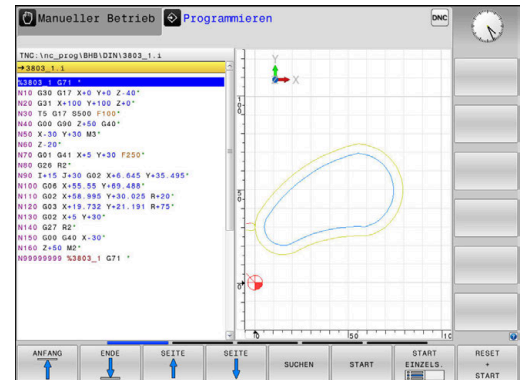 Manueller Betrieb
Programmieren
DNC
TNC:\nc_prog\BHB\DIN\3803_1.i
→3803_1.i
%3803_1 G71 *
N10 G30 G17 X+0 Y+0 Z-40*
N20 G31 X+100 Y+100 Z+0*
N30 T5 G17 S500 F100*
N40 G00 G90 Z+50 G40*
N50 X-30 Y+30 M3*
N60 Z-20*
N70 G01 G41 X+5 Y+30 F250*
N80 G26 R2*
N90 I+15 J+30 G02 X+6.645 Y+35.495*
N100 G06 X+55.55 Y+69.488*
N110 G02 X+58.995 Y+30.025 R+20*
N120 G03 X+19.732 Y+21.191 R+75*
N130 G02 X+5 Y+30*
N140 G27 R2*
N150 G00 G40 X-30*
N160 Z+50 M2*
N99999999 %3803_1 G71 *
Y
X
100
50
0
0
50
10
ANFANG
ENDE
SEITE
SEITE
SUCHEN
START
START EINZELS.
RESET + START